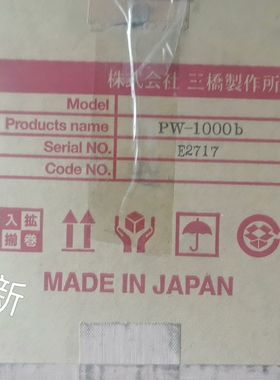 株式会社 三橋製作所
Model
Products name PW-1000b
Serial NO. E2717
Code NO.
入 拡
揃 巻
新
MADE IN JAPAN